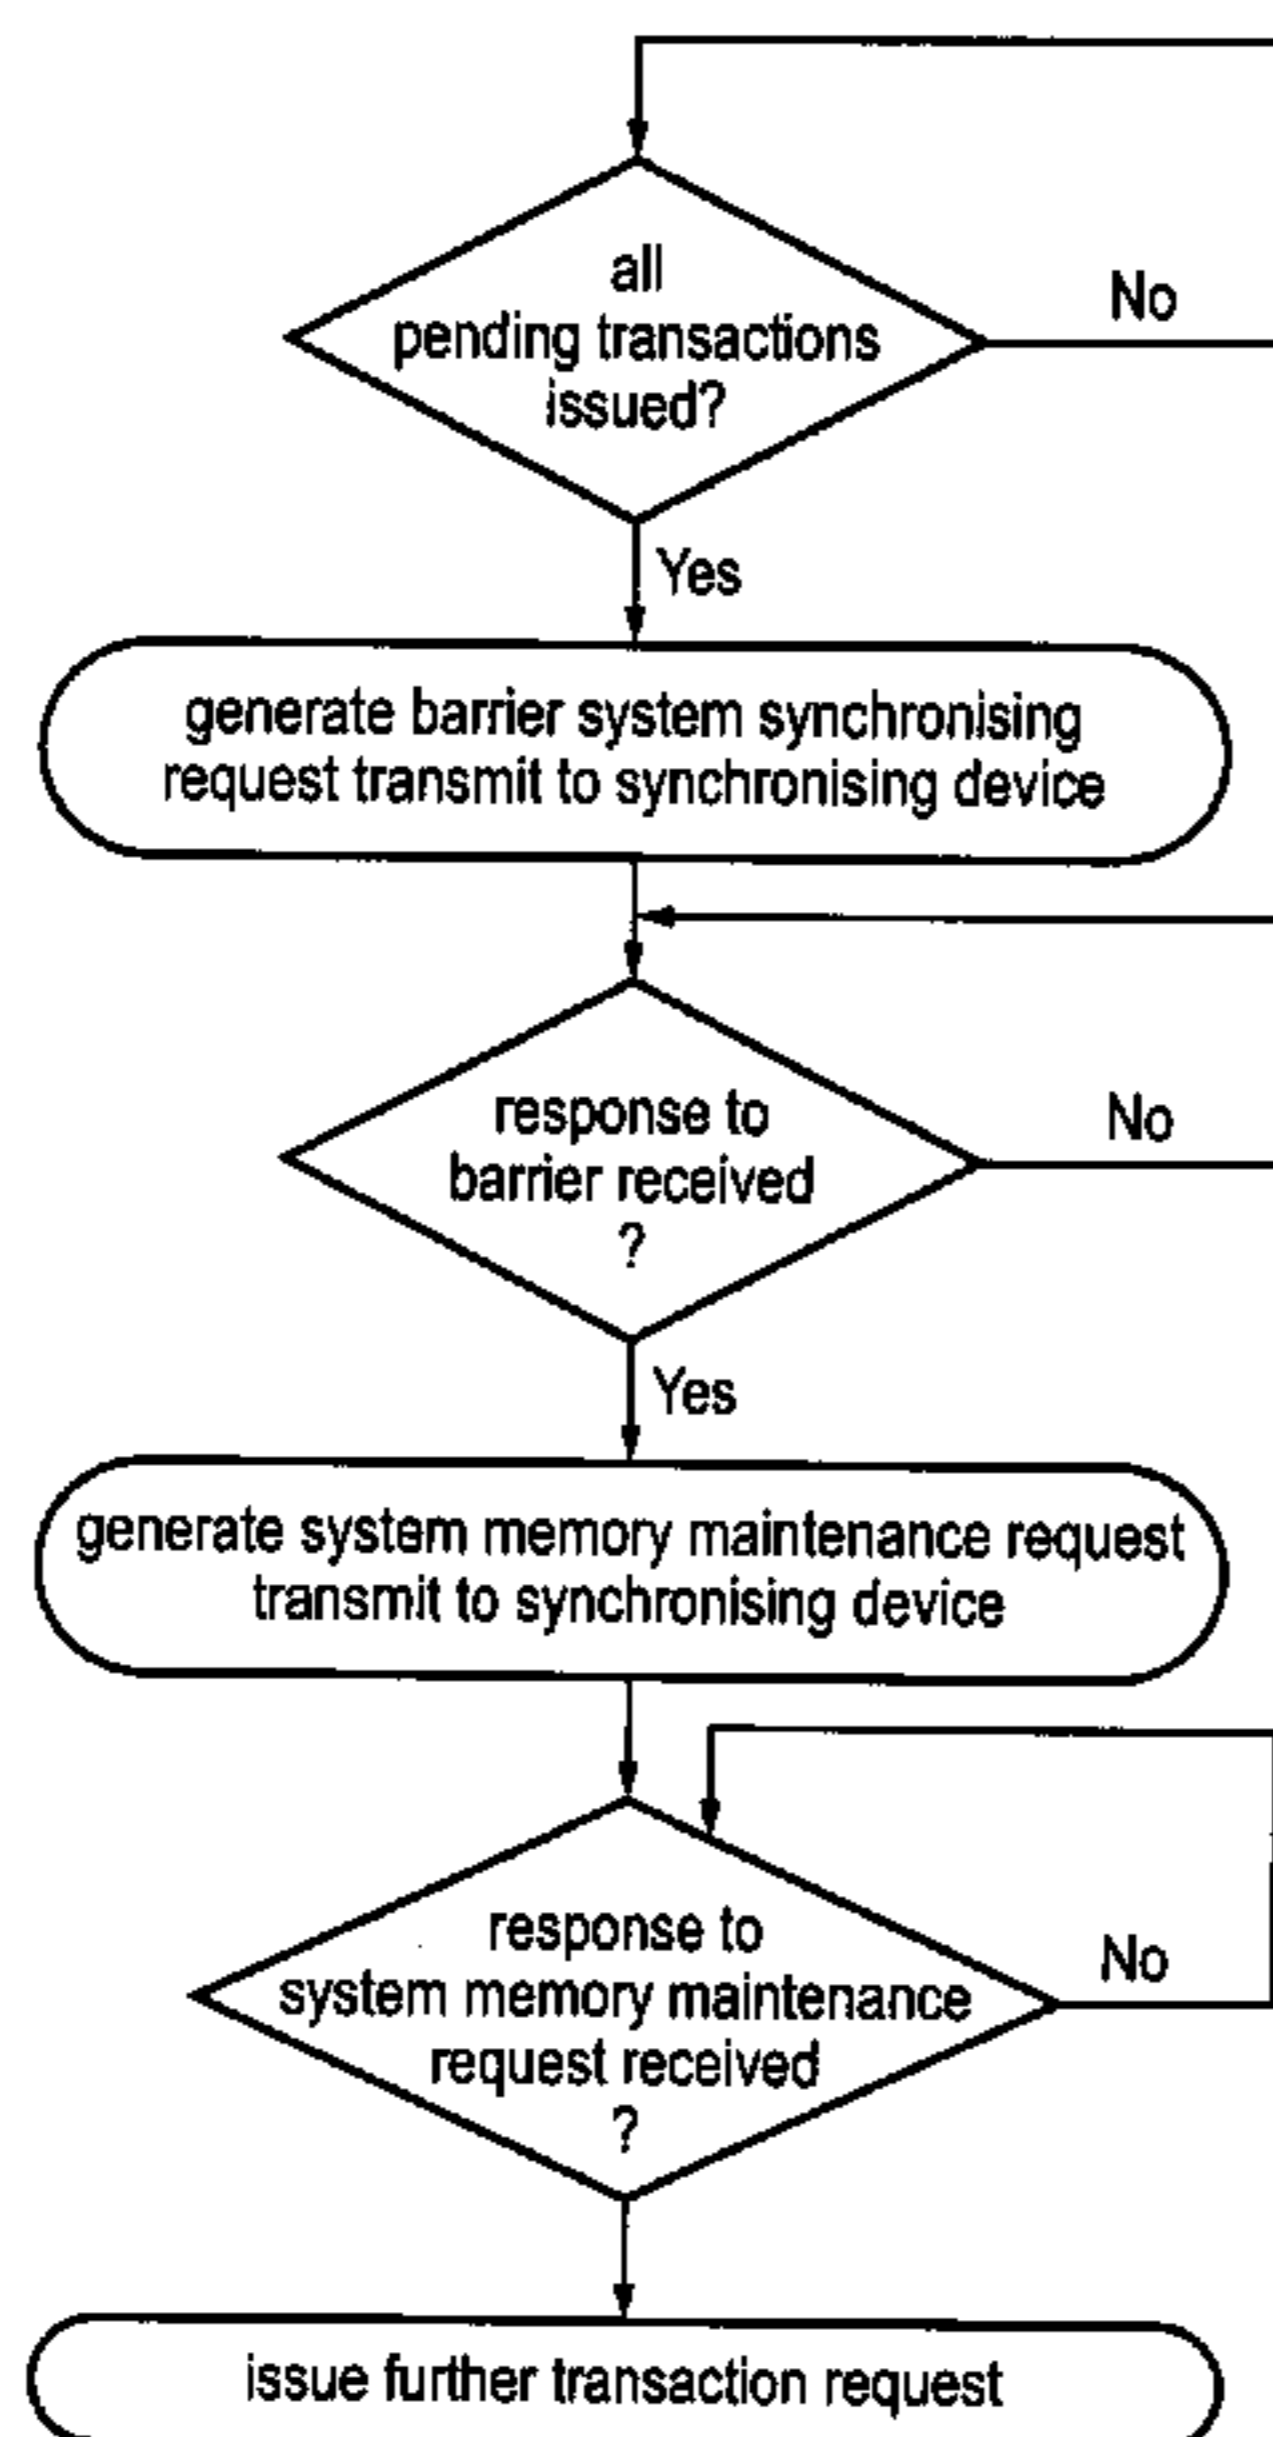 all
pending transactions
issued?
No
Yes
generate barrier system synchronising
request transmit to synchronising device
response to
barrier received
?
No
Yes
generate system memory maintenance request
transmit to synchronising device
response to
system memory maintenance
request received
?
No
issue further transaction request